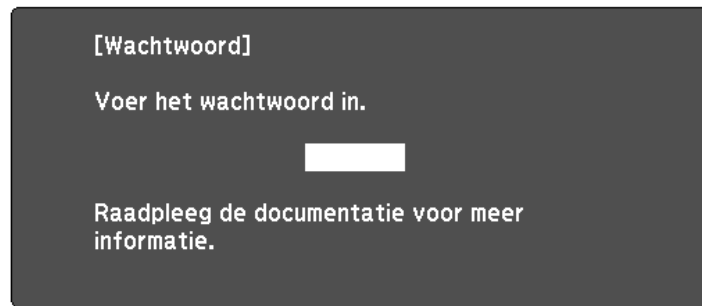 [Wachtwoord]
Voer het wachtwoord in.
Raadpleeg de documentatie voor meer
informatie.